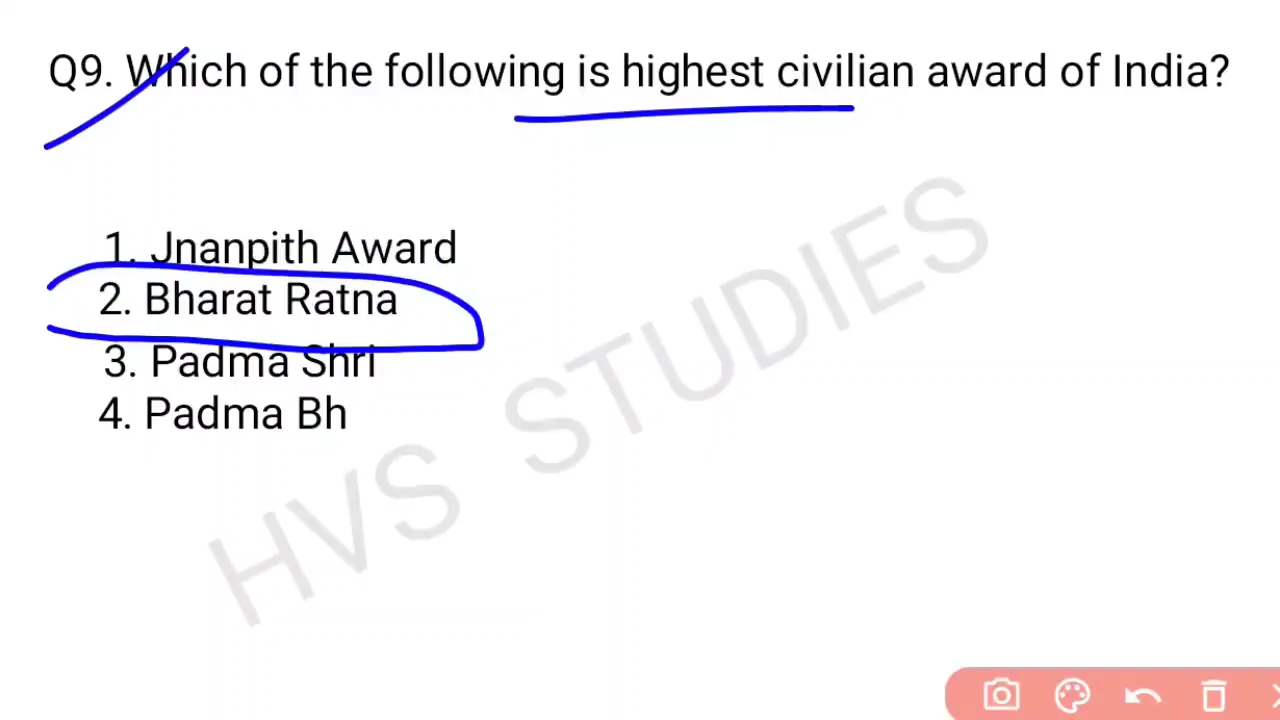 Q9. Which of the following is highest civilian award of India?
1. Jnanpith Award
2. Bharat Ratna
3. Padma Shri
4. Padma Bh
HVS STUDIES